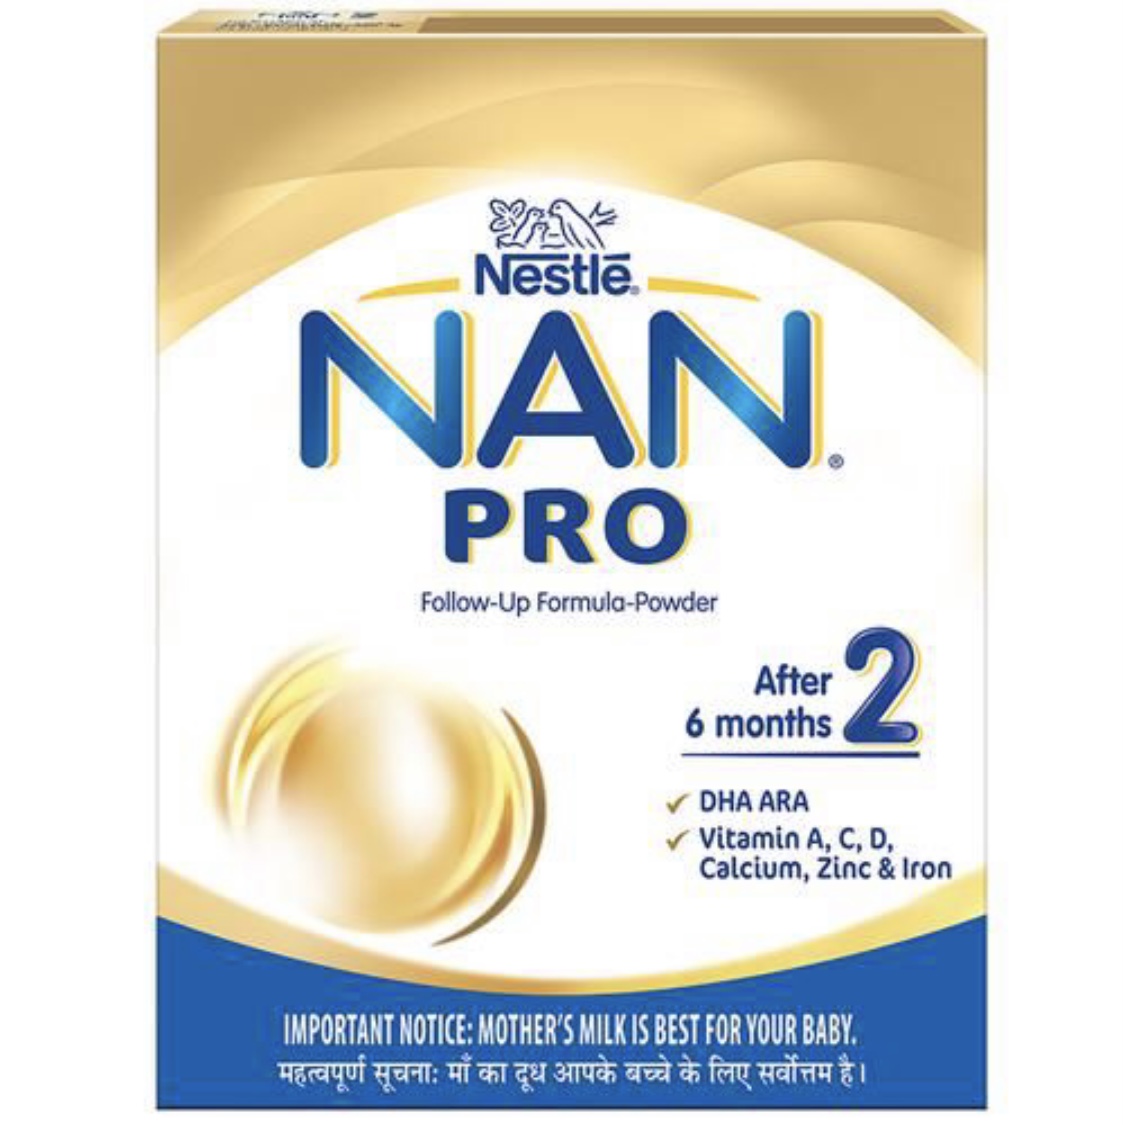 Nestlé®
NAN®
PRO
Follow-Up Formula-Powder
After
6 months 2
DHA ARA
Vitamin A, C, D,
Calcium, Zinc & Iron
IMPORTANT NOTICE: MOTHER'S MILK IS BEST FOR YOUR BABY.
महत्वपूर्ण सूचना: माँ का दूध आपके बच्चे के लिए सर्वोत्तम है।